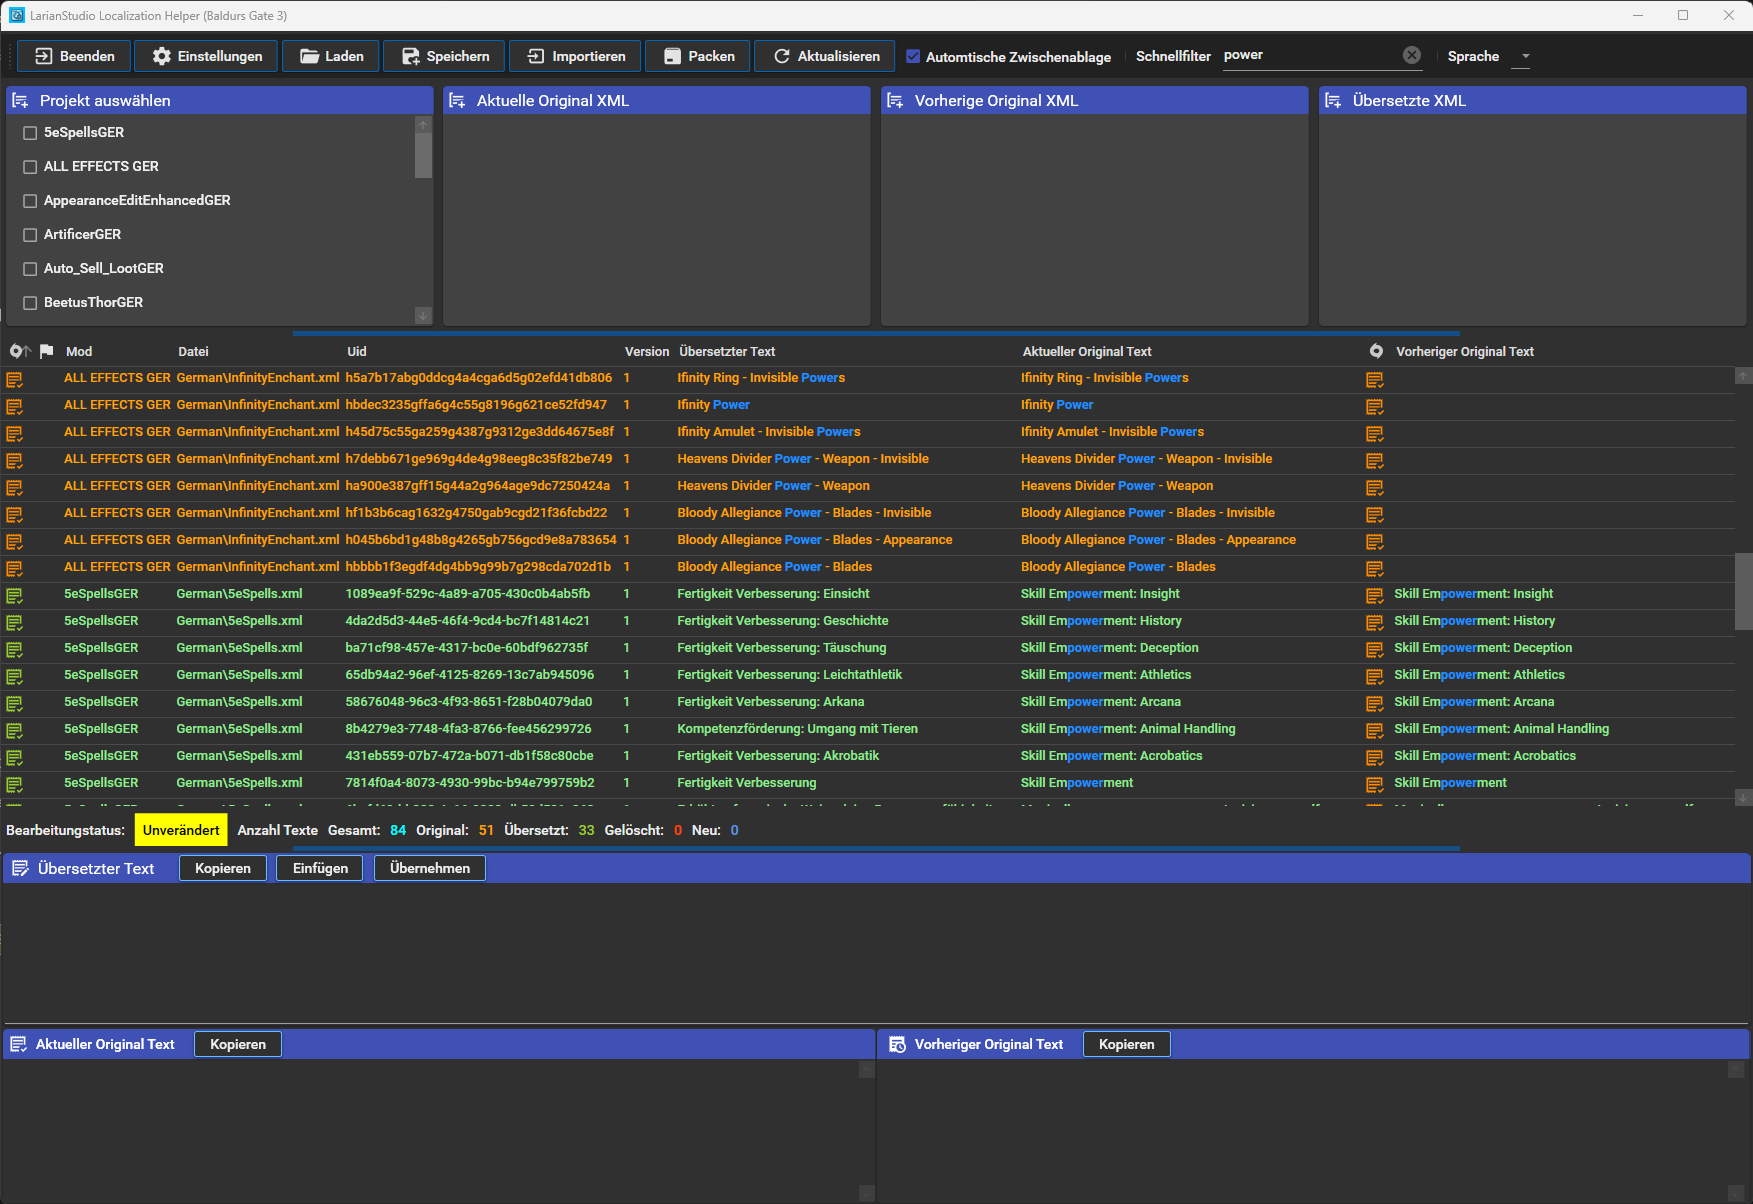 LarianStudio Localization Helper (Baldurs Gate 3)
Beenden Einstellungen Laden Speichern Importieren Packen Aktualisieren Automtische Zwischenablage Schnellfilter power Sprache
Projekt auswählen
5eSpellsGER
ALL EFFECTS GER
AppearanceEditEnhancedGER
ArtificerGER
Auto_Sell_LootGER
BeetusThorGER
Aktuelle Original XML
Vorherige Original XML
Übersetzte XML
Mod Datei Uid Version Übersetzter Text Aktueller Original Text Vorheriger Original Text
ALL EFFECTS GER German\InfinityEnchant.xml h5a7b17abg0ddcg4a4cga6d5g02efd41db806 1 Ifinity Ring - Invisible Powers Ifinity Ring - Invisible Powers
ALL EFFECTS GER German\InfinityEnchant.xml hbdec3235gffa6g4c55g8196g621ce52fd947 1 Ifinity Power Ifinity Power
ALL EFFECTS GER German\InfinityEnchant.xml h45d75c55ga259g4387g9312ge3dd64675e8f 1 Ifinity Amulet - Invisible Powers Ifinity Amulet - Invisible Powers
ALL EFFECTS GER German\InfinityEnchant.xml h7debb671ge969g4de4g98eeg8c35f82be749 1 Heavens Divider Power - Weapon - Invisible Heavens Divider Power - Weapon - Invisible
ALL EFFECTS GER German\InfinityEnchant.xml ha900e387gff15g44a2g964age9dc7250424a 1 Heavens Divider Power - Weapon Heavens Divider Power - Weapon
ALL EFFECTS GER German\InfinityEnchant.xml hf1b3b6cag1632g4750gab9cgd21f36fcbd22 1 Bloody Allegiance Power - Blades - Invisible Bloody Allegiance Power - Blades - Invisible
ALL EFFECTS GER German\InfinityEnchant.xml h045b6bd1g48b8g4265gb756gcd9e8a783654 1 Bloody Allegiance Power - Blades - Appearance Bloody Allegiance Power - Blades - Appearance
ALL EFFECTS GER German\InfinityEnchant.xml hbbbb1f3egdf4dg4bb9g99b7g298cda702d1b 1 Bloody Allegiance Power - Blades Bloody Allegiance Power - Blades
5eSpellsGER German\5eSpells.xml 1089ea9f-529c-4a89-a705-430c0b4ab5fb 1 Fertigkeit Verbesserung: Einsicht Skill Empowerment: Insight Skill Empowerment: Insight
5eSpellsGER German\5eSpells.xml 4da2d5d3-44e5-46f4-9cd4-bc7f14814c21 1 Fertigkeit Verbesserung: Geschichte Skill Empowerment: History Skill Empowerment: History
5eSpellsGER German\5eSpells.xml ba71cf98-457e-4317-bc0e-60bdf962735f 1 Fertigkeit Verbesserung: Täuschung Skill Empowerment: Deception Skill Empowerment: Deception
5eSpellsGER German\5eSpells.xml 65db94a2-96ef-4125-8269-13c7ab945096 1 Fertigkeit Verbesserung: Leichtathletik Skill Empowerment: Athletics Skill Empowerment: Athletics
5eSpellsGER German\5eSpells.xml 58676048-96c3-4f93-8651-f28b04079da0 1 Fertigkeit Verbesserung: Arkana Skill Empowerment: Arcana Skill Empowerment: Arcana
5eSpellsGER German\5eSpells.xml 8b4279e3-7748-4fa3-8766-fee456299726 1 Kompetenzförderung: Umgang mit Tieren Skill Empowerment: Animal Handling Skill Empowerment: Animal Handling
5eSpellsGER German\5eSpells.xml 431eb559-07b7-472a-b071-db1f58c80cbe 1 Fertigkeit Verbesserung: Akrobatik Skill Empowerment: Acrobatics Skill Empowerment: Acrobatics
5eSpellsGER German\5eSpells.xml 7814f0a4-8073-4930-99bc-b94e799759b2 1 Fertigkeit Verbesserung Skill Empowerment Skill Empowerment
Bearbeitungstatus: Unverändert Anzahl Texte Gesamt: 84 Original: 51 Übersetzt: 33 Gelöscht: 0 Neu: 0
Übersetzter Text Kopieren Einfügen Übernehmen
Aktueller Original Text Kopieren
Vorheriger Original Text Kopieren